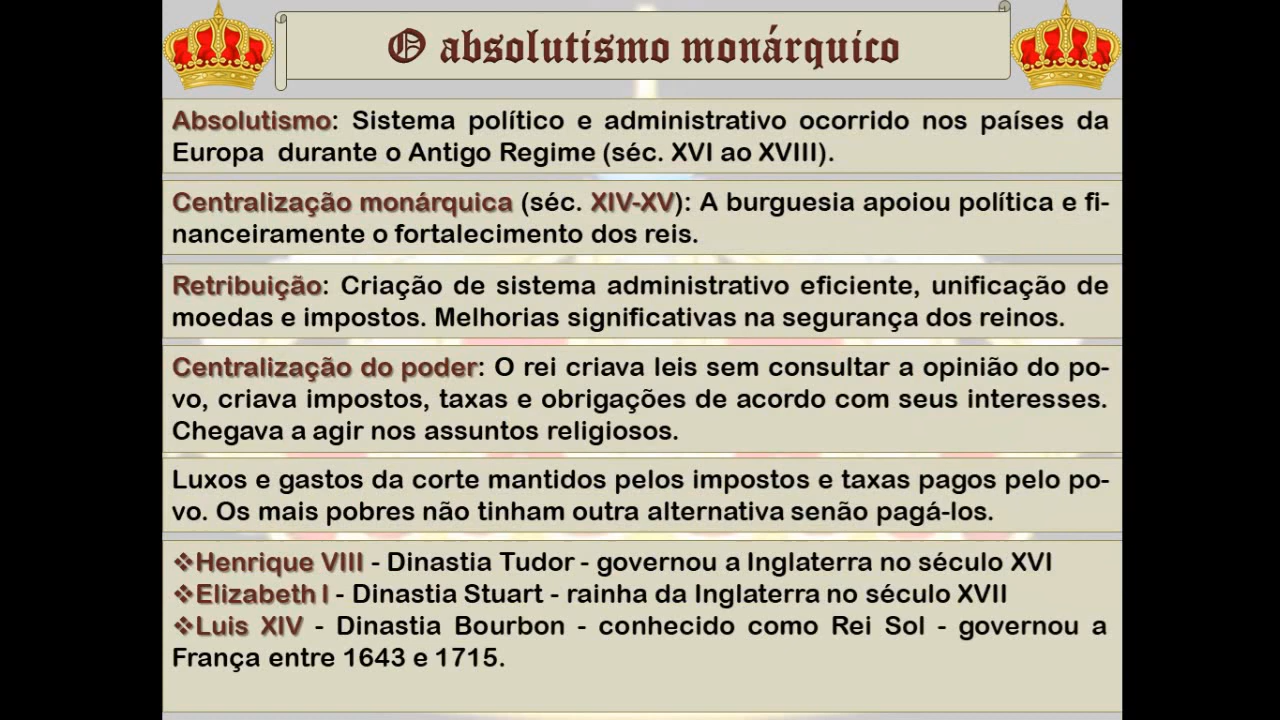 O absolutismo monárquico
Absolutismo: Sistema político e administrativo ocorrido nos países da
Europa durante o Antigo Regime (séc. XVI ao XVIII).
Centralização monárquica (séc. XIV-XV): A burguesia apoiou política e fi-
nanceiramente o fortalecimento dos reis.
Retribuição: Criação de sistema administrativo eficiente, unificação de
moedas e impostos. Melhorias significativas na segurança dos reinos.
Centralização do poder: O rei criava leis sem consultar a opinião do po-
vo, criava impostos, taxas e obrigações de acordo com seus interesses.
Chegava a agir nos assuntos religiosos.
Luxos e gastos da corte mantidos pelos impostos e taxas pagos pelo po-
vo. Os mais pobres não tinham outra alternativa senão pagá-los.
❖Henrique VIII - Dinastia Tudor - governou a Inglaterra no século XVI
❖Elizabeth I - Dinastia Stuart - rainha da Inglaterra no século XVII
❖Luis XIV - Dinastia Bourbon - conhecido como Rei Sol - governou a
França entre 1643 e 1715.